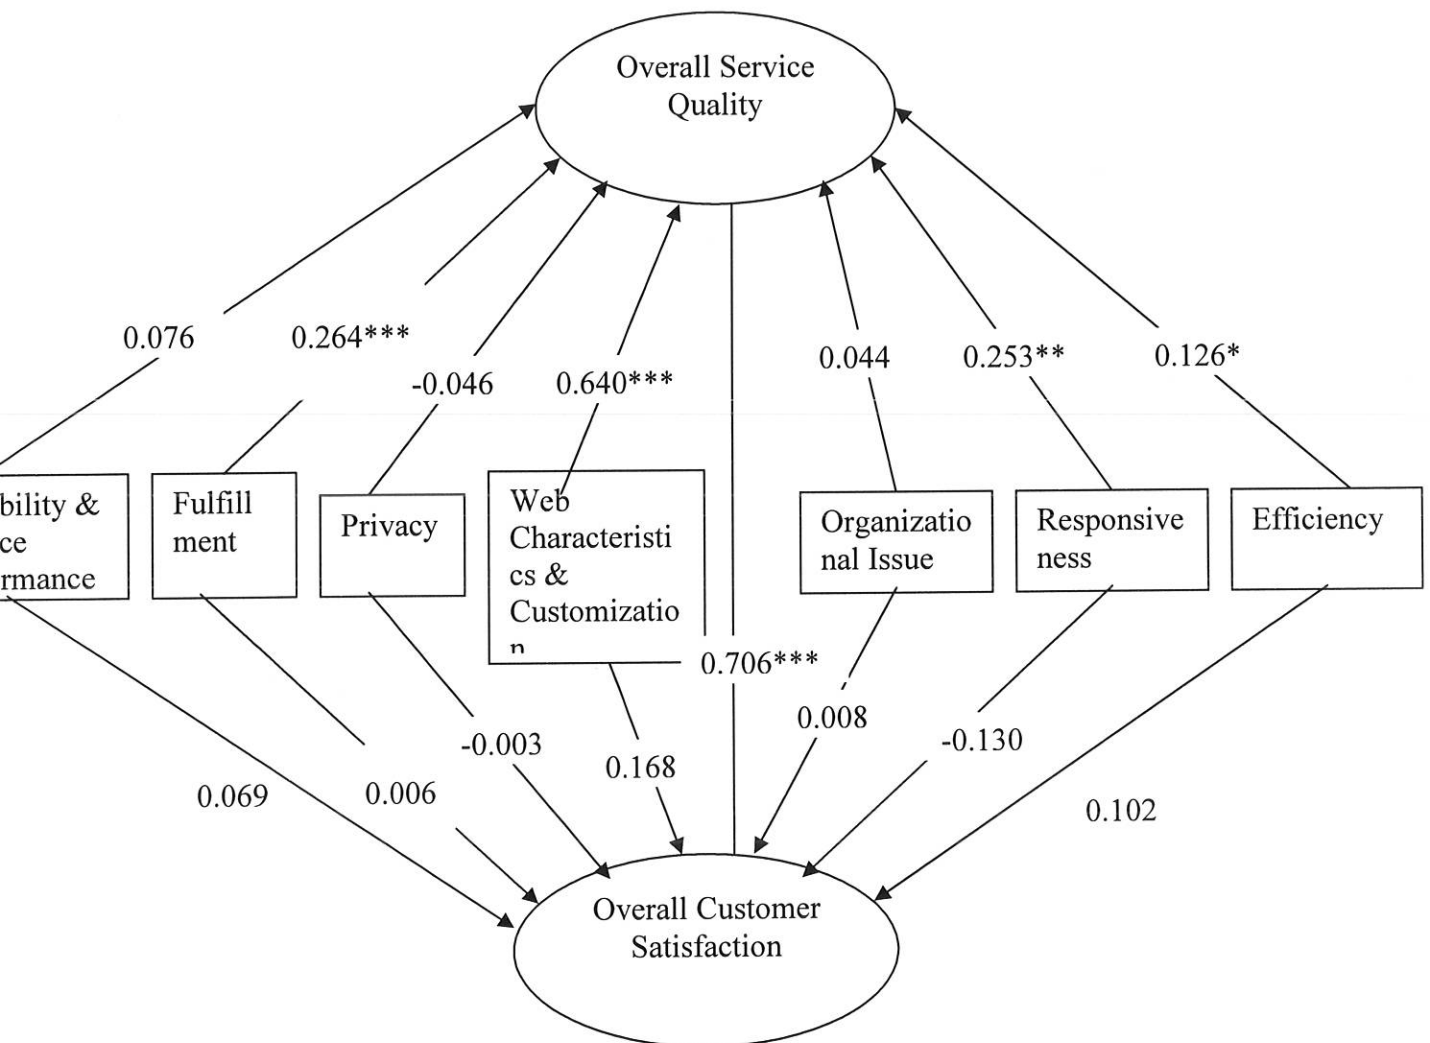 Overall Service
Quality
0.076
0.264***
-0.046
0.640***
0.044
0.253**
0.126*
bility &
ce
rmance
Fulfill
ment
Privacy
Web
Characteristi
cs &
Customizatio
n
Organizatio
nal Issue
Responsive
ness
Efficiency
0.706***
0.069
0.006
-0.003
0.168
0.008
-0.130
0.102
Overall Customer
Satisfaction